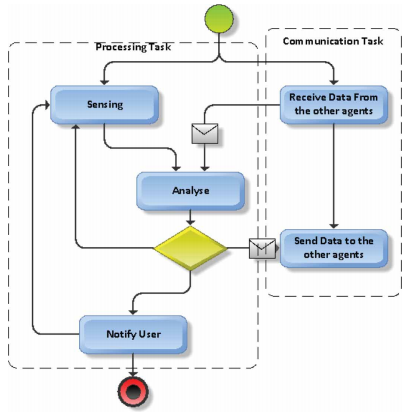 Processing Task
Communication Task
Sensing
Receive Data From
the other agents
Analyse
Send Data to the
other agents
Notify User